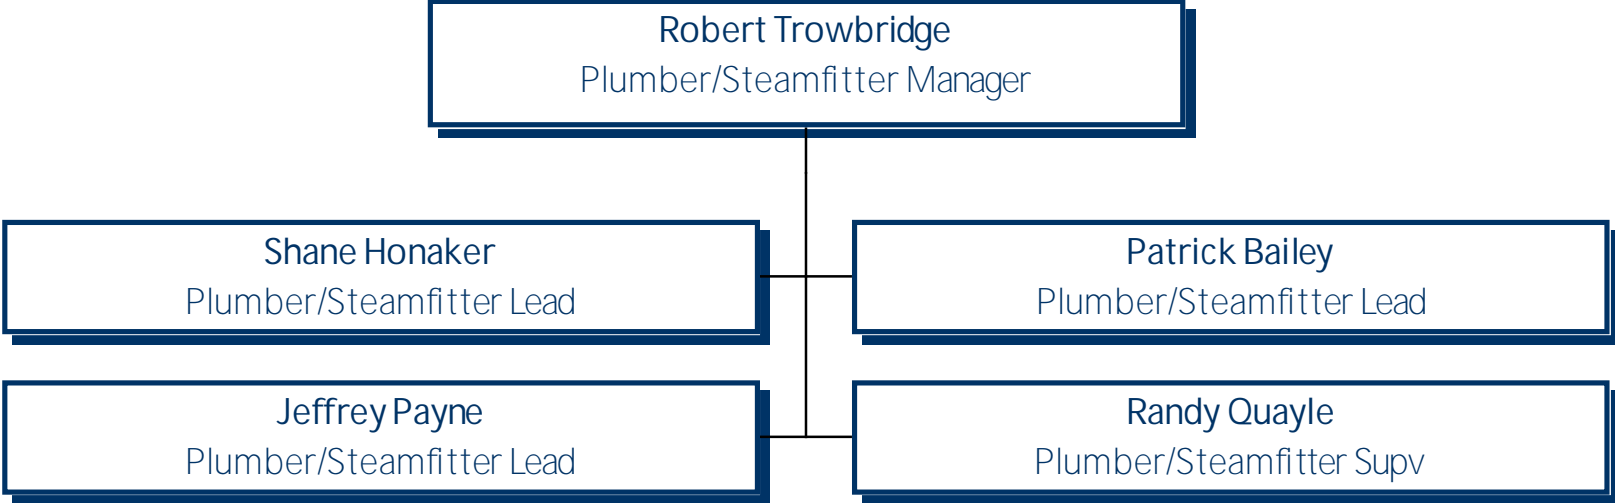 Robert Trowbridge
Plumber/Steamfitter Manager
Shane Honaker
Plumber/Steamfitter Lead
Patrick Bailey
Plumber/Steamfitter Lead
Jeffrey Payne
Plumber/Steamfitter Lead
Randy Quayle
Plumber/Steamfitter Supv